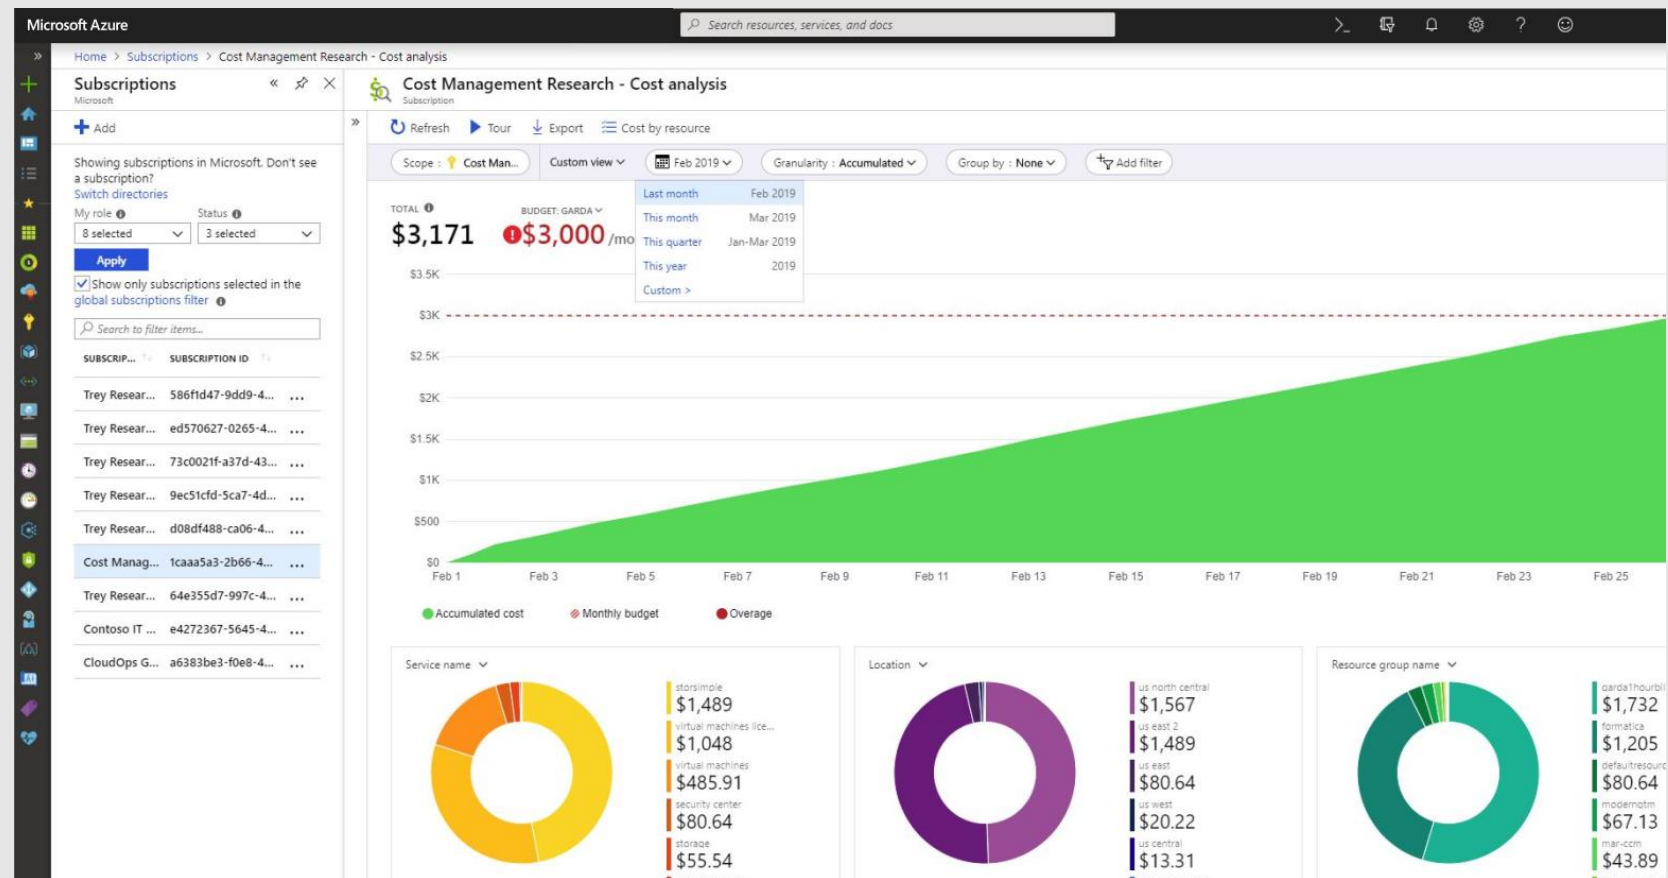 Microsoft Azure
Search resources, services, and docs
Home > Subscriptions > Cost Management Research - Cost analysis
Subscriptions
Microsoft
Add
Showing subscriptions in Microsoft. Don't see
a subscription?
Switch directories
My role Status
8 selected 3 selected
Apply
Show only subscriptions selected in the
global subscriptions filter
Search to filter items...
SUBSCRIP... SUBSCRIPTION ID
Trey Resear... 586f1d47-9dd9-4...
Trey Resear... ed570627-0265-4...
Trey Resear... 73c0021f-a37d-43...
Trey Resear... 9ec51cfd-5ca7-4d...
Trey Resear... d08df488-ca06-4...
Cost Manag... 1caaa5a3-2b66-4...
Trey Resear... 64e355d7-997c-4...
Contoso IT ... e4272367-5645-4...
CloudOps G... a6383be3-f0e8-4...
Cost Management Research - Cost analysis
Subscription
Refresh Tour Export Cost by resource
Scope : Cost Man... Custom view Feb 2019 Granularity : Accumulated Group by : None Add filter
Last month Feb 2019
This month Mar 2019
This quarter Jan-Mar 2019
This year 2019
Custom >
TOTAL
$3,171
BUDGET: GARDA
$3,000 /mo
$3.5K
$3K
$2.5K
$2K
$1.5K
$1K
$500
$0
Feb 1 Feb 3 Feb 5 Feb 7 Feb 9 Feb 11 Feb 13 Feb 15 Feb 17 Feb 19 Feb 21 Feb 23 Feb 25
Accumulated cost Monthly budget Overage
Service name
storsimple
$1,489
virtual machines lice...
$1,048
virtual machines
$485.91
security center
$80.64
storage
$55.54
Location
us north central
$1,567
us east 2
$1,489
us east
$80.64
us west
$20.22
us central
$13.31
Resource group name
garda1hourbil
$1,732
formatica
$1,205
defaultresourc
$80.64
modernqtm
$67.13
mar-ccm
$43.89